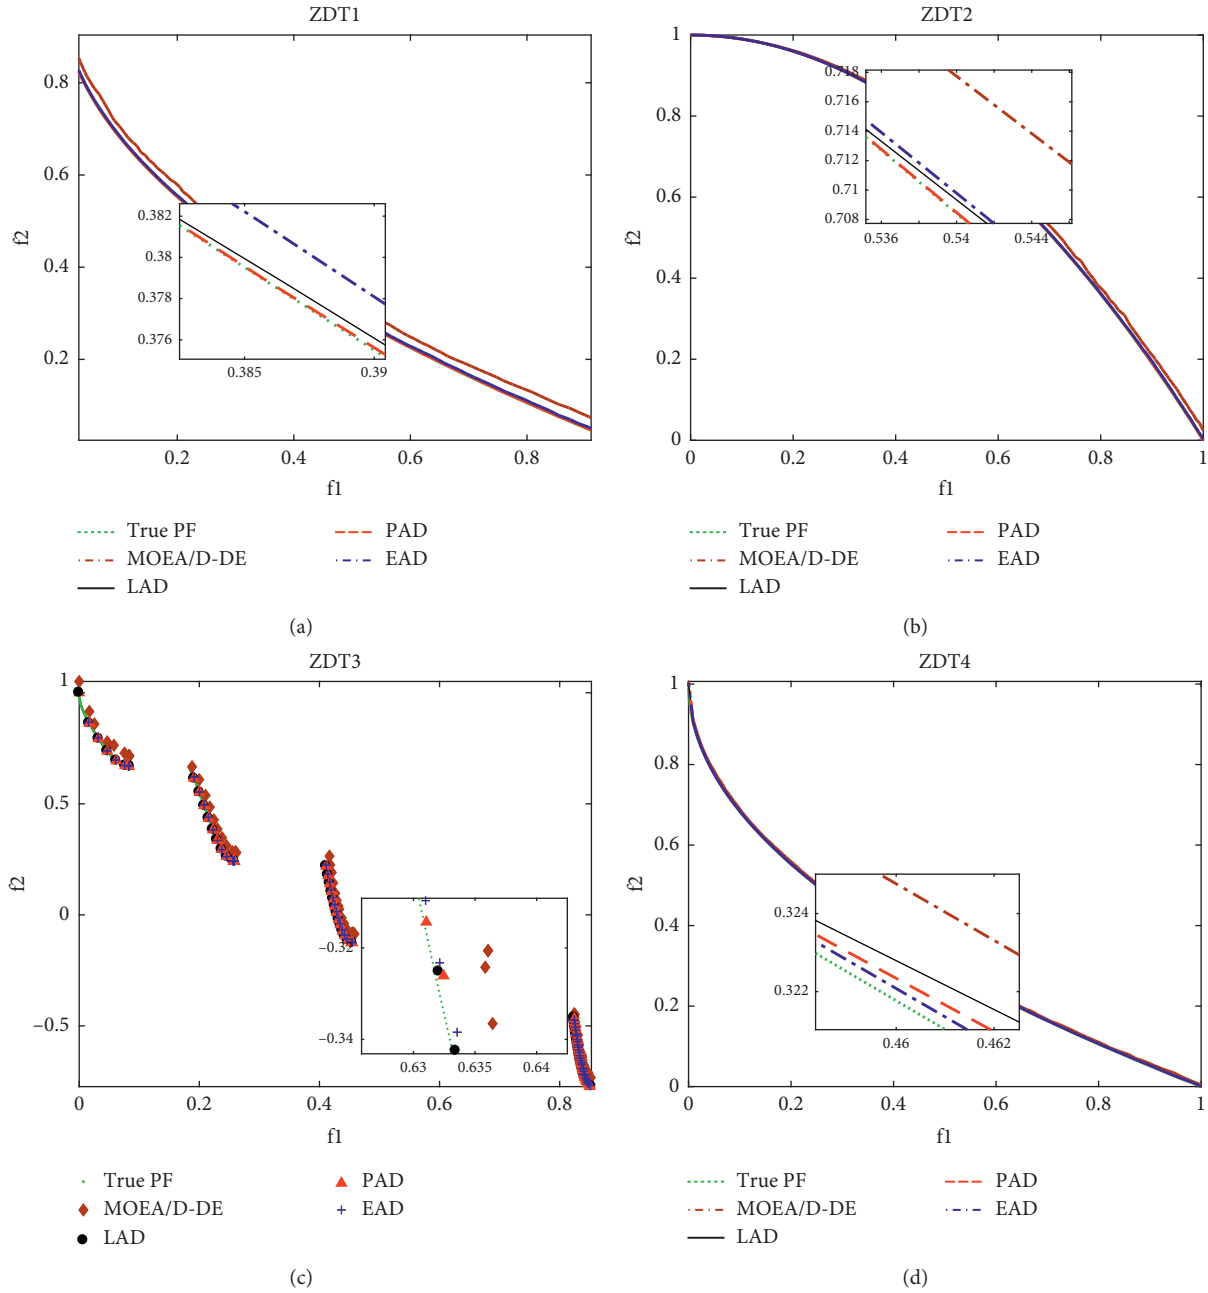 ZDT1
0.8
0.6
0.4
0.2
f2
0.382
0.38
0.378
0.376
0.385
0.39
0.2
0.4
0.6
0.8
f1
True PF
MOEA/D-DE
LAD
PAD
EAD
(a)
ZDT2
1
0.8
0.6
0.4
0.2
0
f2
0.718
0.716
0.714
0.712
0.71
0.708
0.536
0.54
0.544
0
0.2
0.4
0.6
0.8
1
f1
True PF
MOEA/D-DE
LAD
PAD
EAD
(b)
ZDT3
1
0.5
0
−0.5
f2
−0.32
−0.34
0.63
0.635
0.64
0
0.2
0.4
0.6
0.8
f1
True PF
MOEA/D-DE
LAD
PAD
EAD
(c)
ZDT4
1
0.8
0.6
0.4
0.2
0
f2
0.324
0.322
0.46
0.462
0
0.2
0.4
0.6
0.8
1
f1
True PF
MOEA/D-DE
LAD
PAD
EAD
(d)